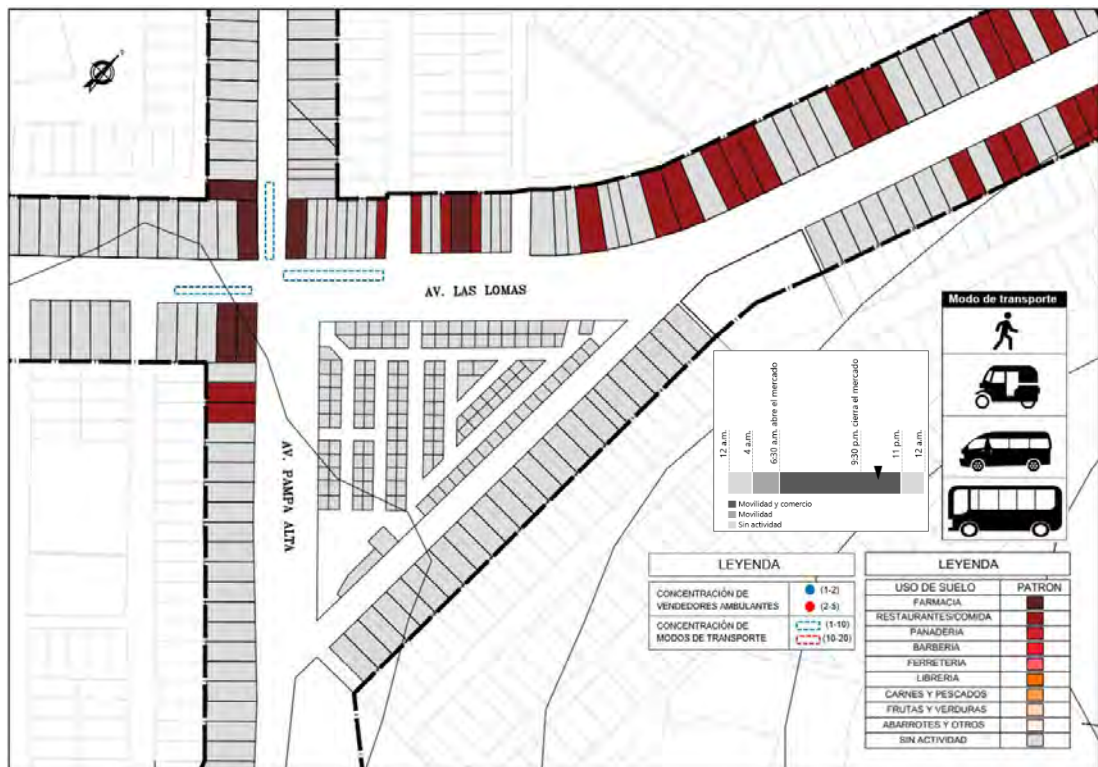 AV. LAS LOMAS
AV. PAMPA ALTA
Modo de transporte
12 a.m.
4 a.m.
6:30 a.m. abre el mercado
9:30 p.m. cierra el mercado
11 p.m.
12 a.m.
Movilidad y comercio
Movilidad
Sin actividad
LEYENDA
CONCENTRACIÓN DE
VENDEDORES AMBULANTES
(1-2)
(2-5)
CONCENTRACIÓN DE
MODOS DE TRANSPORTE
(1-10)
(10-20)
LEYENDA
USO DE SUELO PATRON
FARMACIA
RESTAURANTES/COMIDA
PANADERIA
BARBERIA
FERRETERIA
LIBRERIA
CARNES Y PESCADOS
FRUTAS Y VERDURAS
ABARROTES Y OTROS
SIN ACTIVIDAD